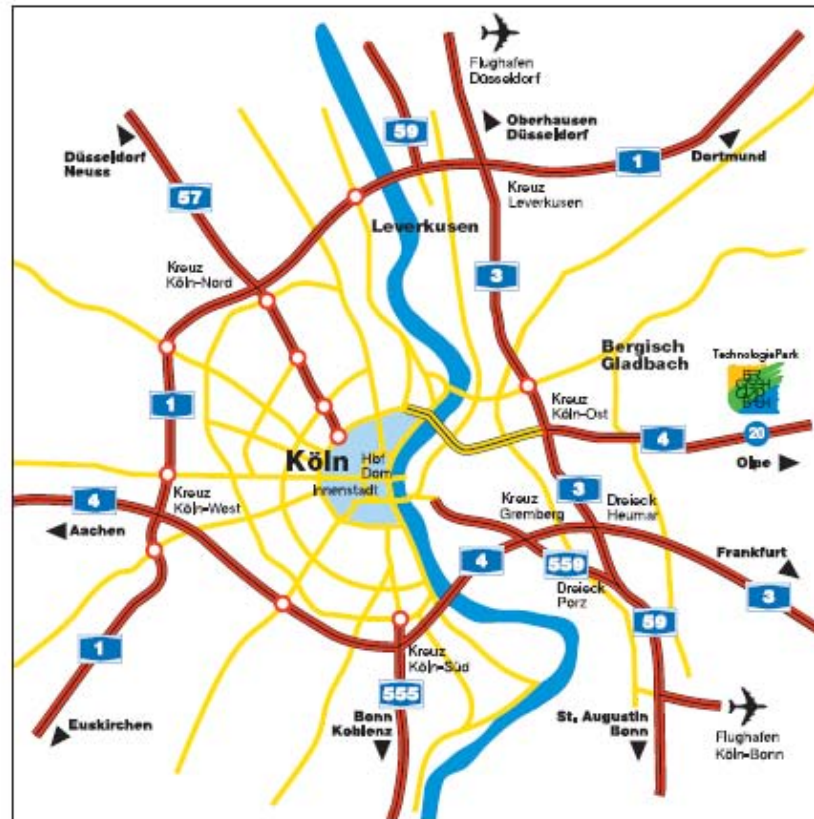 Flughafen
Düsseldorf
59
Oberhausen
Düsseldorf
1
Dortmund
Düsseldorf
Neuss
57
Kreuz
Leverkusen
Leverkusen
Kreuz
Köln-Nord
3
Bergisch
Gladbach
TechnologiePark
1
Kreuz
Köln-Ost
4
20
Olpe
Köln
Hbf
Dom
Innenstadt
4
Aachen
Kreuz
Köln-West
3
Kreuz
Gremberg
Dreieck
Heumar
4
559
Dreieck
Porz
Frankfurt
3
59
1
Kreuz
Köln-Süd
555
Euskirchen
Bonn
Koblenz
St. Augustin
Bonn
Flughafen
Köln-Bonn